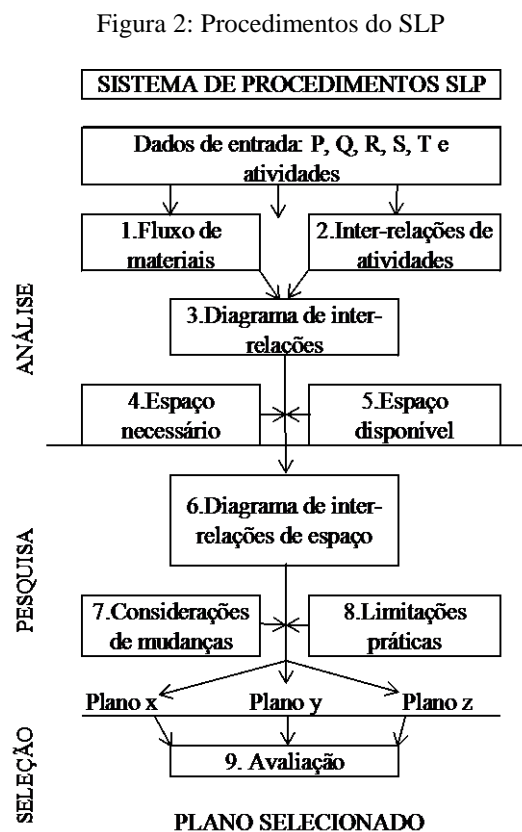 Figura 2: Procedimentos do SLP
SISTEMA DE PROCEDIMENTOS SLP
Dados de entrada: P, Q, R, S, T e
atividades
1.Fluxo de
materiais
2.Inter-relações de
atividades
3.Diagrama de inter-
relações
ANÁLISE
4.Espaço
necessário
5.Espaço
disponível
6.Diagrama de inter-
relações de espaço
PESQUISA
7.Considerações
de mudanças
8.Limitações
práticas
Plano x
Plano y
Plano z
SELEÇÃO
9. Avaliação
PLANO SELECIONADO